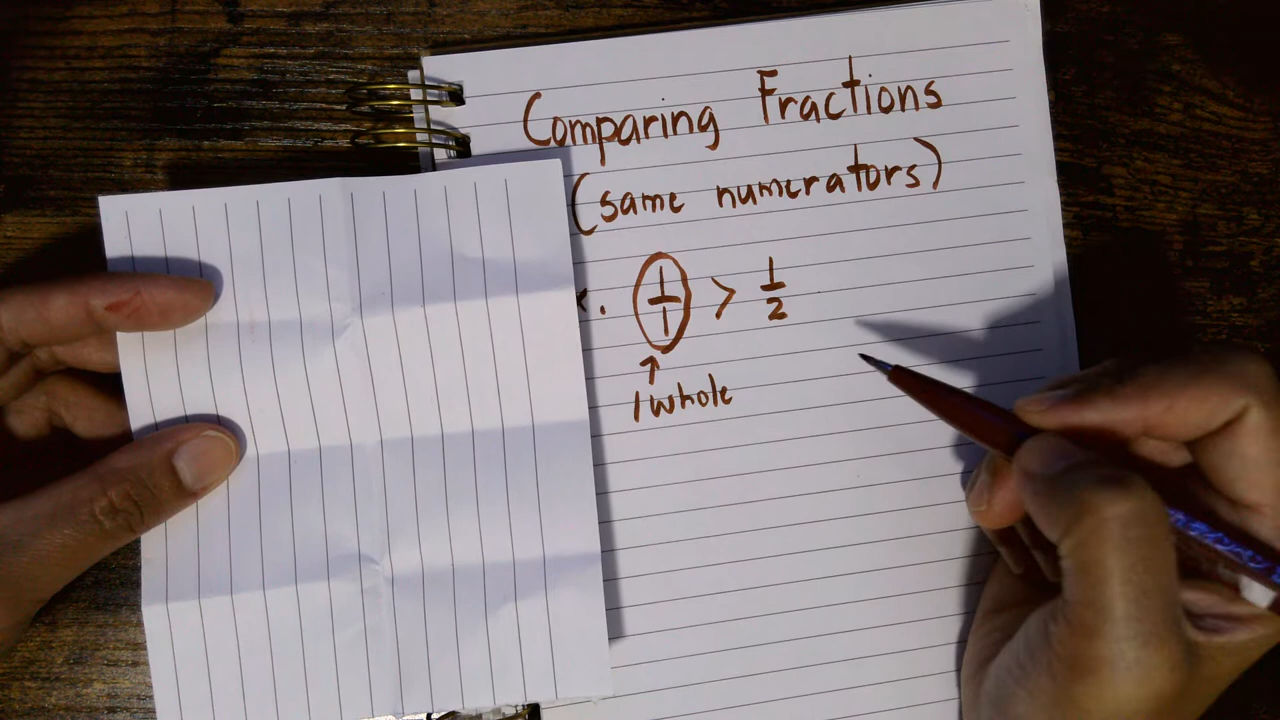 Comparing Fractions
(same numerators)
x. 1/1 > 1/2
↑
1 whole